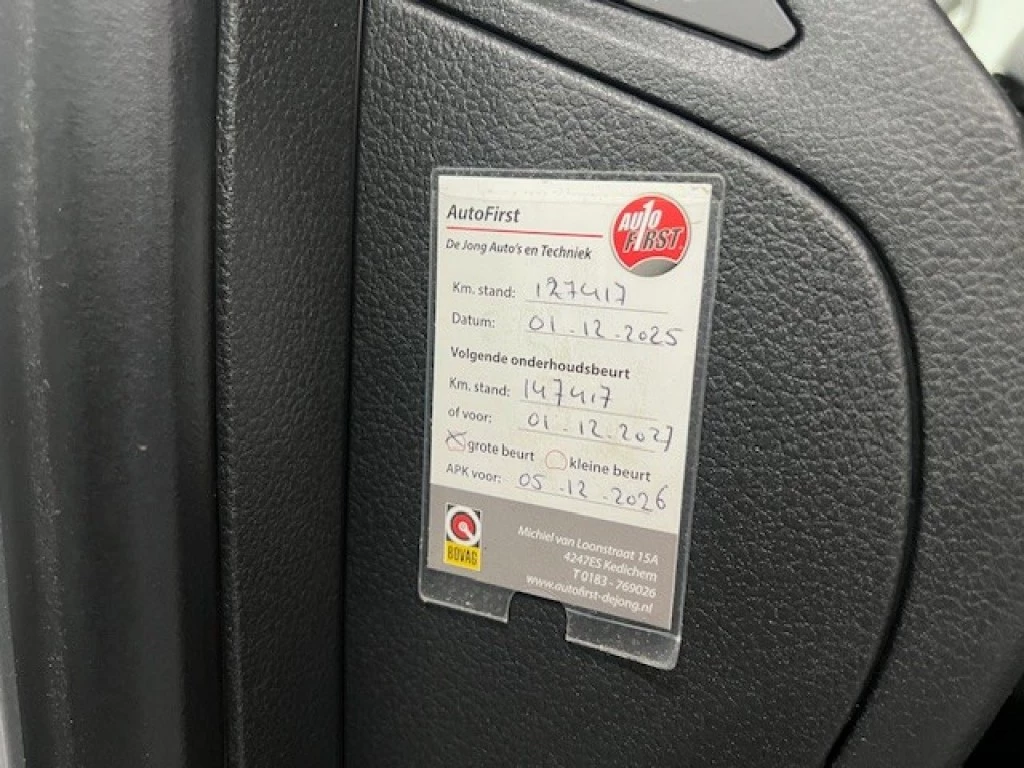 AutoFirst
AUTO
FIRST
De Jong Auto's en Techniek
Km. stand: 127417
Datum: 01-12-2025
Volgende onderhoudsbeurt
Km. stand: 147417
of voor: 01-12-2027
grote beurt kleine beurt
APK voor: 05-12-2026
BOVAG
Michiel van Loonstraat 15A
4247ES Kedichem
T 0183 - 769026
www.autofirst-dejong.nl